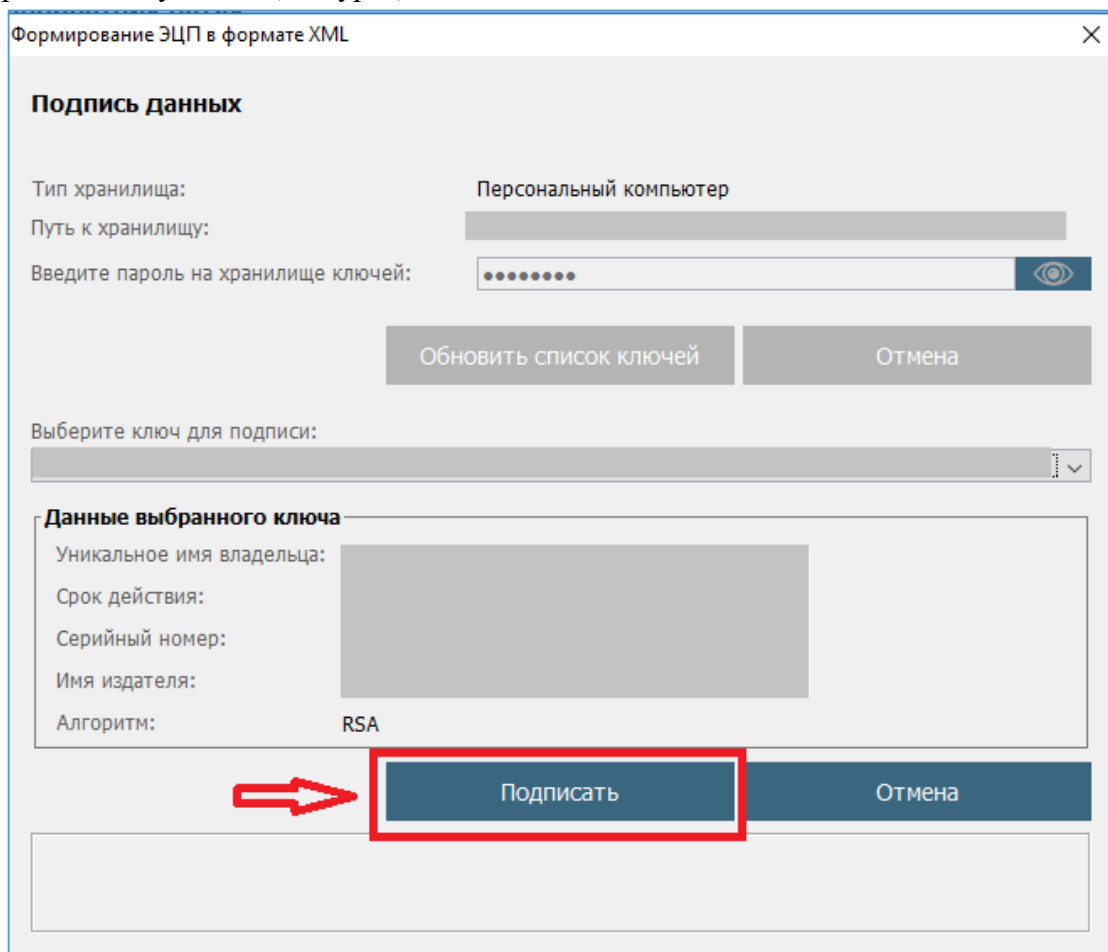 Формирование ЭЦП в формате XML
Подпись данных
Тип хранилища: Персональный компьютер
Путь к хранилищу:
Введите пароль на хранилище ключей: ••••••••
Обновить список ключей Отмена
Выберите ключ для подписи:
Данные выбранного ключа
Уникальное имя владельца:
Срок действия:
Серийный номер:
Имя издателя:
Алгоритм: RSA
Подписать Отмена